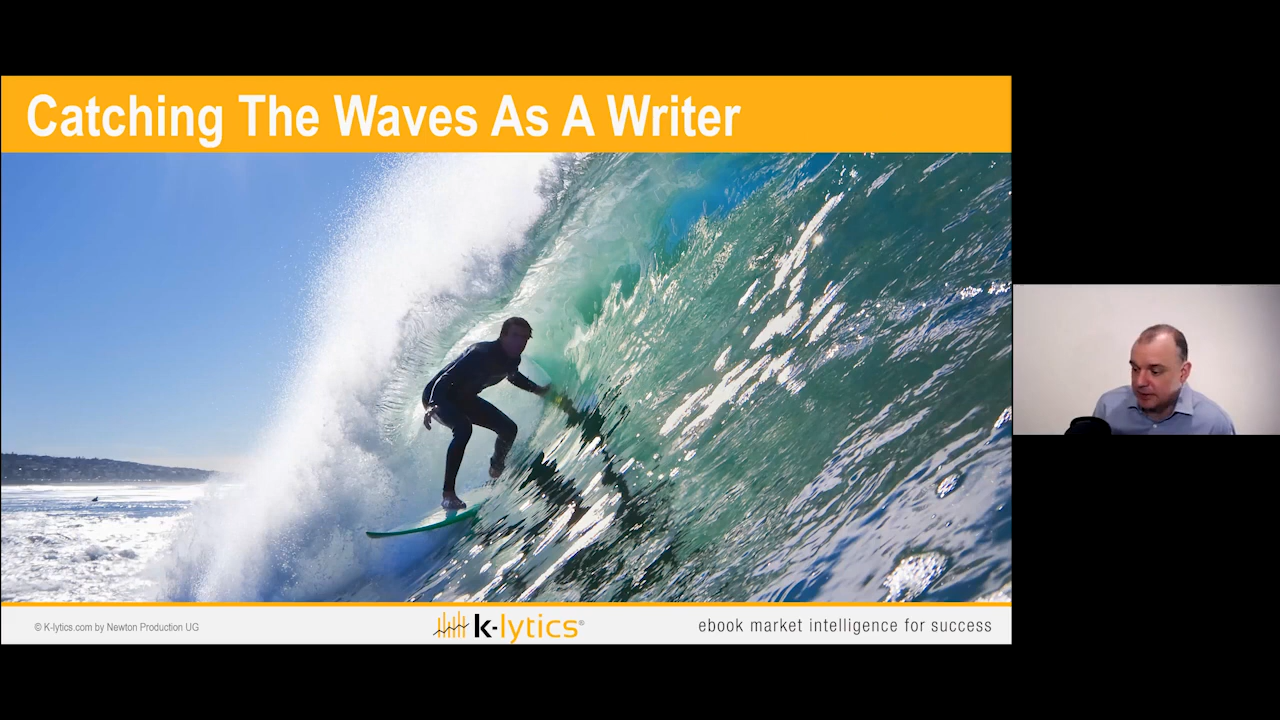 Catching The Waves As A Writer
© K-lytics.com by Newton Production UG
k-lytics®
ebook market intelligence for success